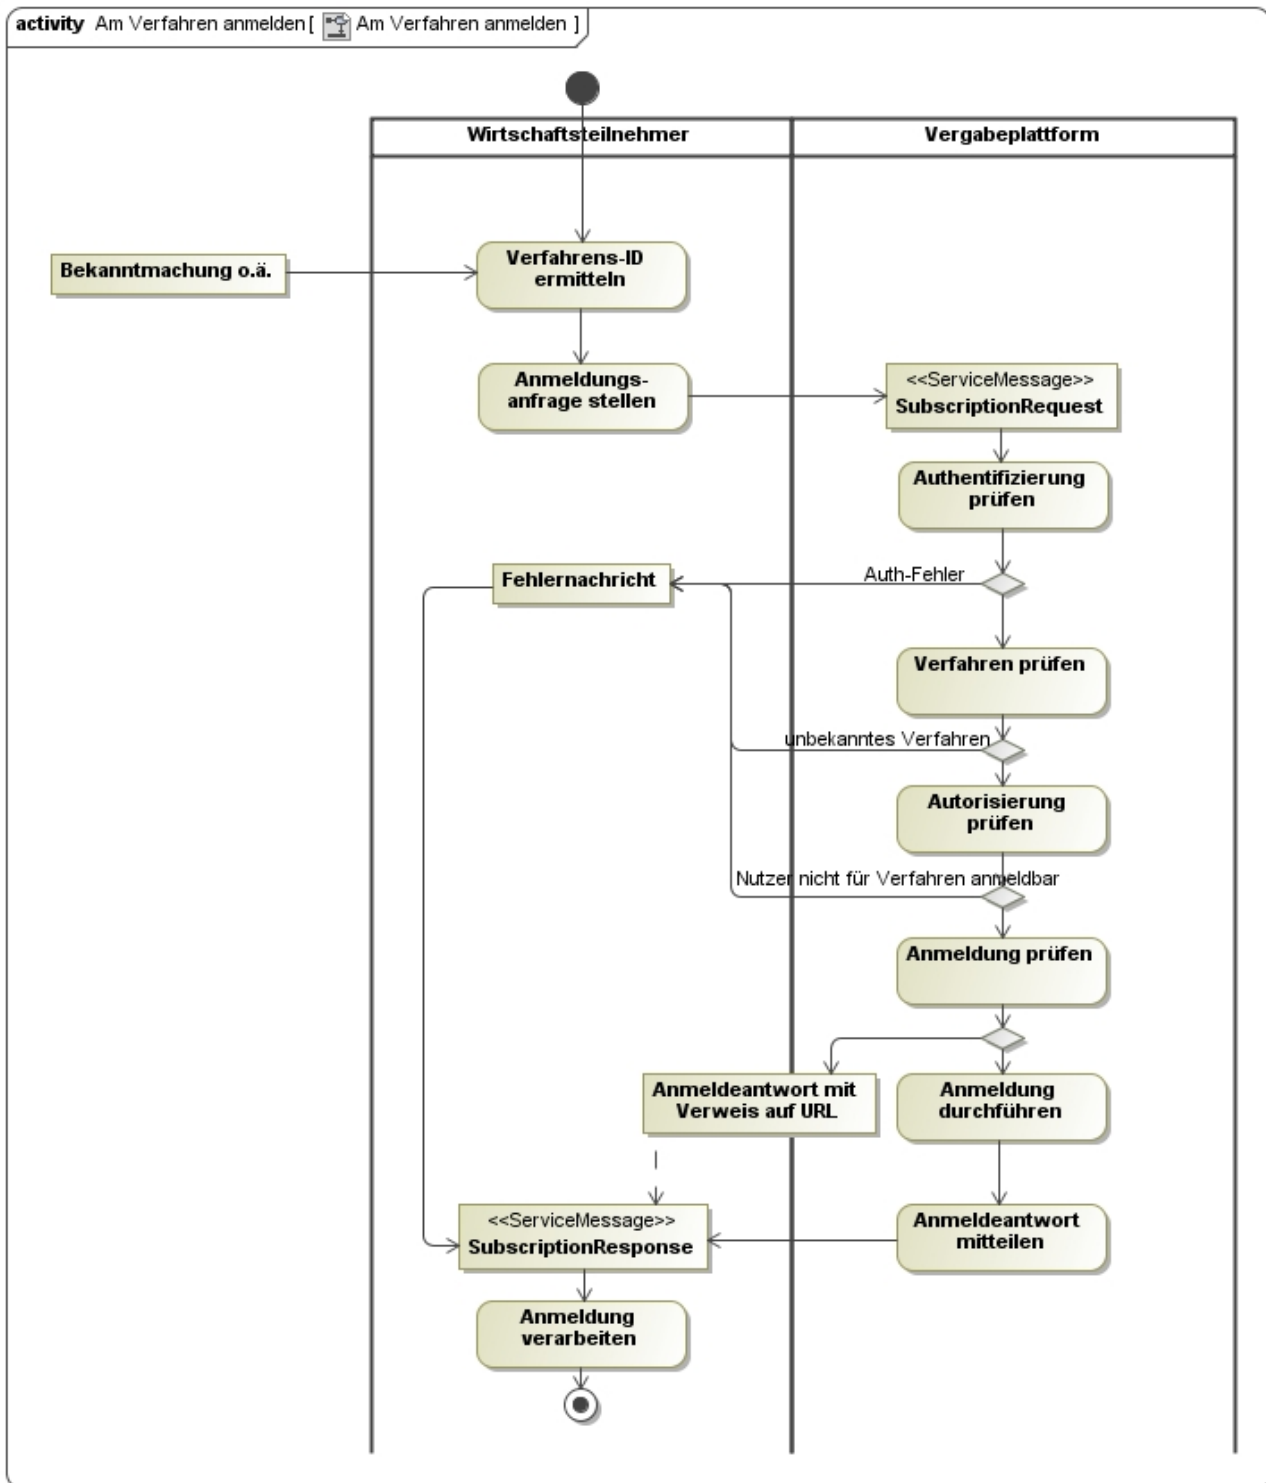 activity Am Verfahren anmelden [ Am Verfahren anmelden ]
Wirtschaftsteilnehmer
Vergabeplattform
Bekanntmachung o.ä.
Verfahrens-ID
ermitteln
Anmeldungs-
anfrage stellen
<<ServiceMessage>>
SubscriptionRequest
Authentifizierung
prüfen
Auth-Fehler
Fehlernachricht
Verfahren prüfen
unbekanntes Verfahren
Autorisierung
prüfen
Nutzer nicht für Verfahren anmeldbar
Anmeldung prüfen
Anmeldeantwort mit
Verweis auf URL
Anmeldung
durchführen
<<ServiceMessage>>
SubscriptionResponse
Anmeldeantwort
mitteilen
Anmeldung
verarbeiten